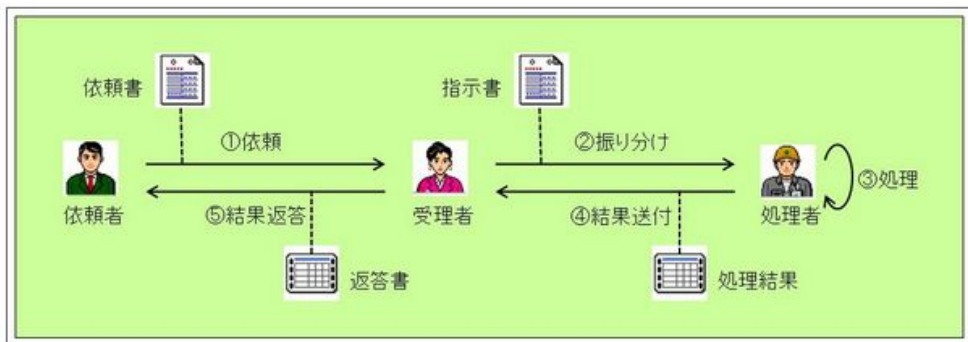 依頼書
指示書
①依頼
②振り分け
③処理
依頼者
⑤結果返答
受理者
④結果送付
処理者
返答書
処理結果